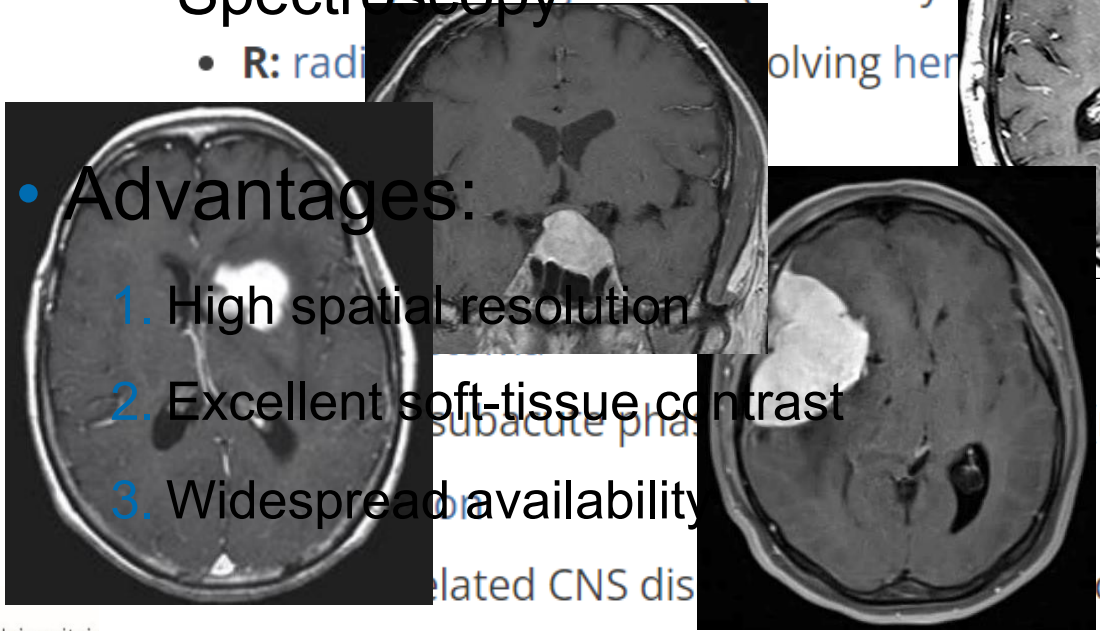 Spectroscopy
• R: radi olving her
• Advantages:
1. High spatial resolution
2. Excellent soft-tissue contrast
subacute phas
3. Widespread availability
elated CNS dis